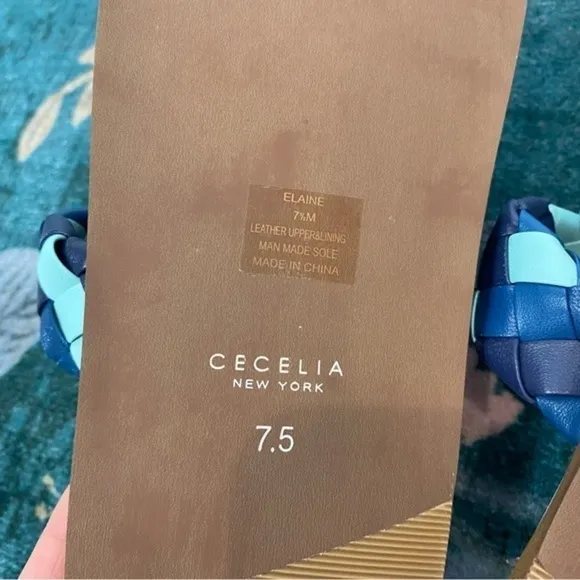 ELAINE
7½M
LEATHER UPPER&LINING
MAN MADE SOLE
MADE IN CHINA
CECELIA
NEW YORK
7.5